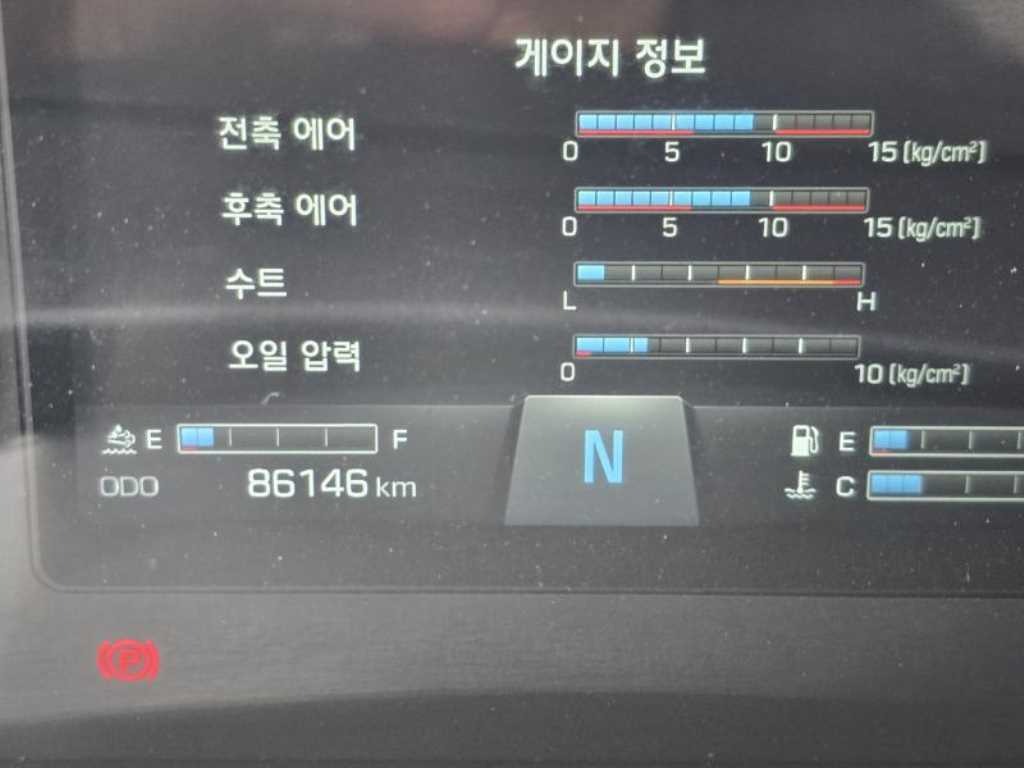 게이지 정보
전축 에어
0 5 10 15 (kg/cm²)
후축 에어
0 5 10 15 (kg/cm²)
수트
L H
오일 압력
0 10 (kg/cm²)
E F
ODO 86146 km
N
E
C
P